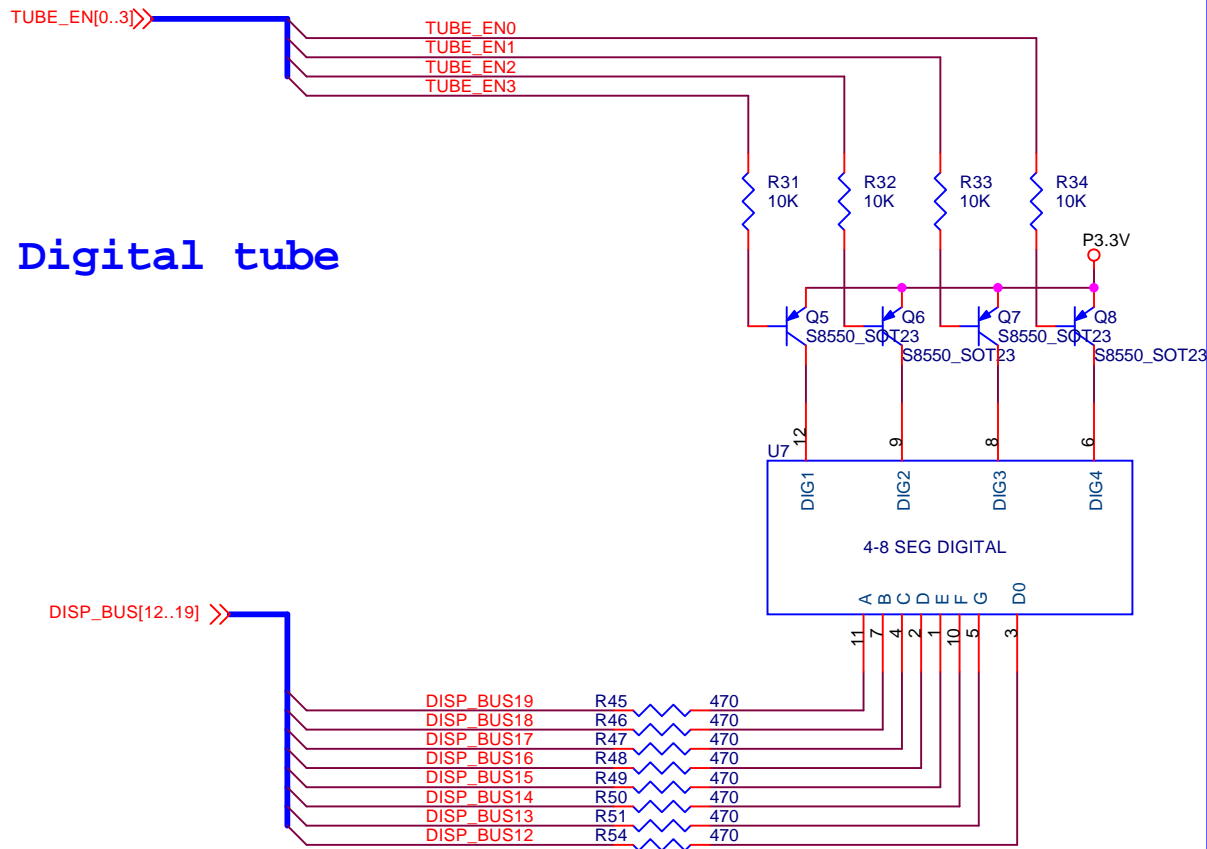 TUBE_EN[0..3]
TUBE_EN0
TUBE_EN1
TUBE_EN2
TUBE_EN3
R31 R32 R33 R34
10K 10K 10K 10K
Digital tube
P3.3V
Q5 Q6 Q7 Q8
S8550_SOT23 S8550_SOT23
S8550_SOT23 S8550_SOT23
12 9 8 6
U7
DIG1 DIG2 DIG3 DIG4
4-8 SEG DIGITAL
A B C D E F G D0
11 7 4 2 1 10 5 3
DISP_BUS[12..19]
DISP_BUS19 R45 470
DISP_BUS18 R46 470
DISP_BUS17 R47 470
DISP_BUS16 R48 470
DISP_BUS15 R49 470
DISP_BUS14 R50 470
DISP_BUS13 R51 470
DISP_BUS12 R54 470